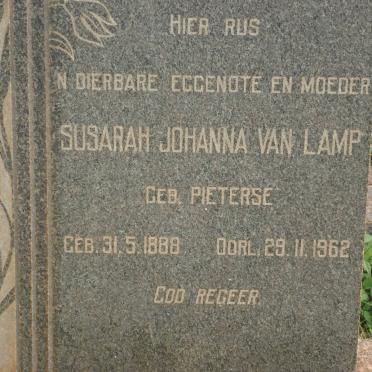 HIER RUS
'N DIERBARE EGGENOTE EN MOEDER
SUSARAH JOHANNA VAN LAMP
GEB. PIETERSE
GEB. 31.5.1888 OORL. 29.11.1962
GOD REGEER.